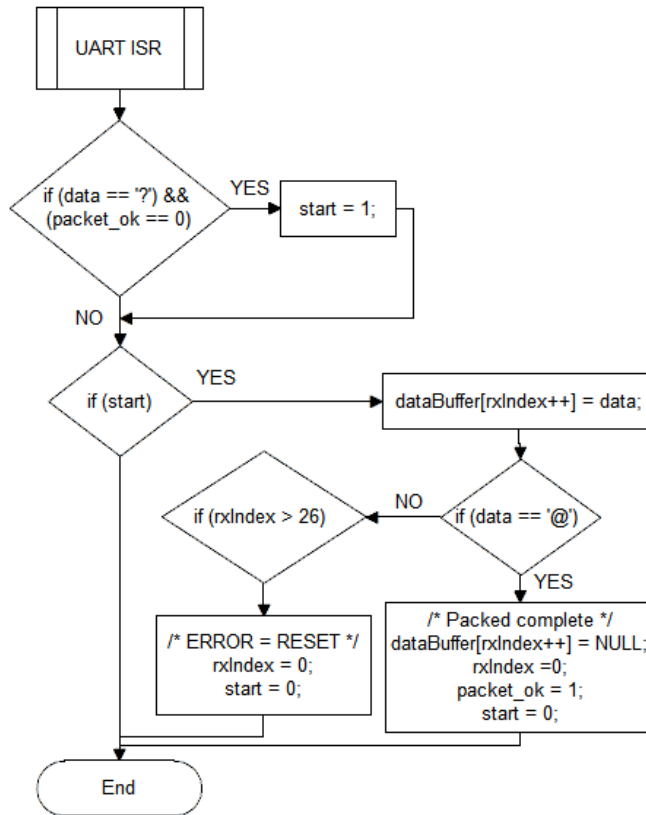 UART ISR
if (data == '?') &&
(packet_ok == 0)
YES
start = 1;
NO
if (start)
YES
dataBuffer[rxIndex++] = data;
if (rxIndex > 26)
NO
if (data == '@')
YES
/* ERROR = RESET */
rxIndex = 0;
start = 0;
/* Packed complete */
dataBuffer[rxIndex++] = NULL;
rxIndex =0;
packet_ok = 1;
start = 0;
End